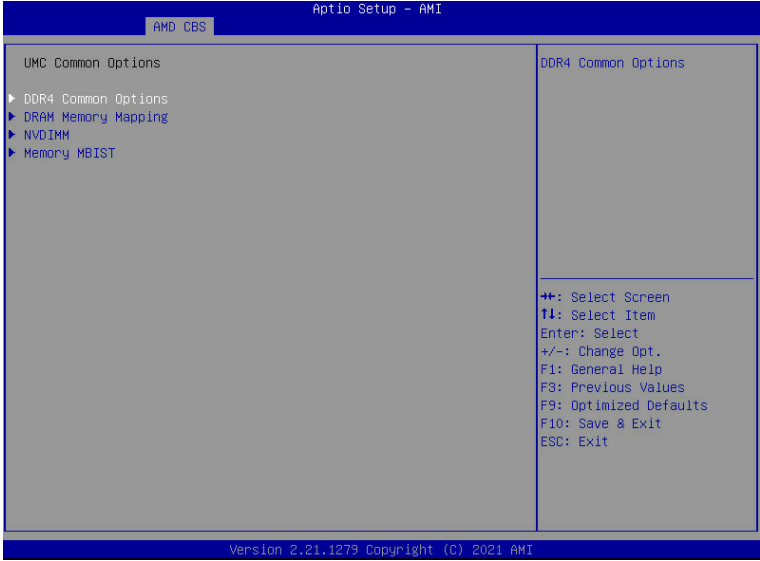 Aptio Setup – AMI
AMD CBS
UMC Common Options
DDR4 Common Options
DRAM Memory Mapping
NVDIMM
Memory MBIST
DDR4 Common Options
→←: Select Screen
↑↓: Select Item
Enter: Select
+/-: Change Opt.
F1: General Help
F3: Previous Values
F9: Optimized Defaults
F10: Save & Exit
ESC: Exit
Version 2.21.1279 Copyright (C) 2021 AMI